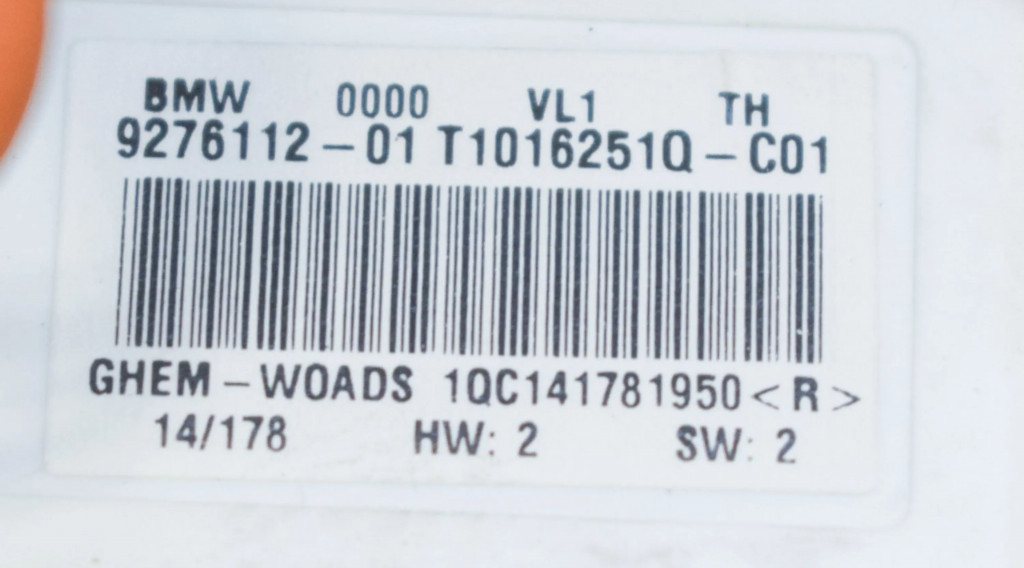 BMW 0000 VL1 TH
9276112-01 T1016251Q-C01
GHEM-WOADS 1QC141781950<R>
14/178 HW: 2 SW: 2